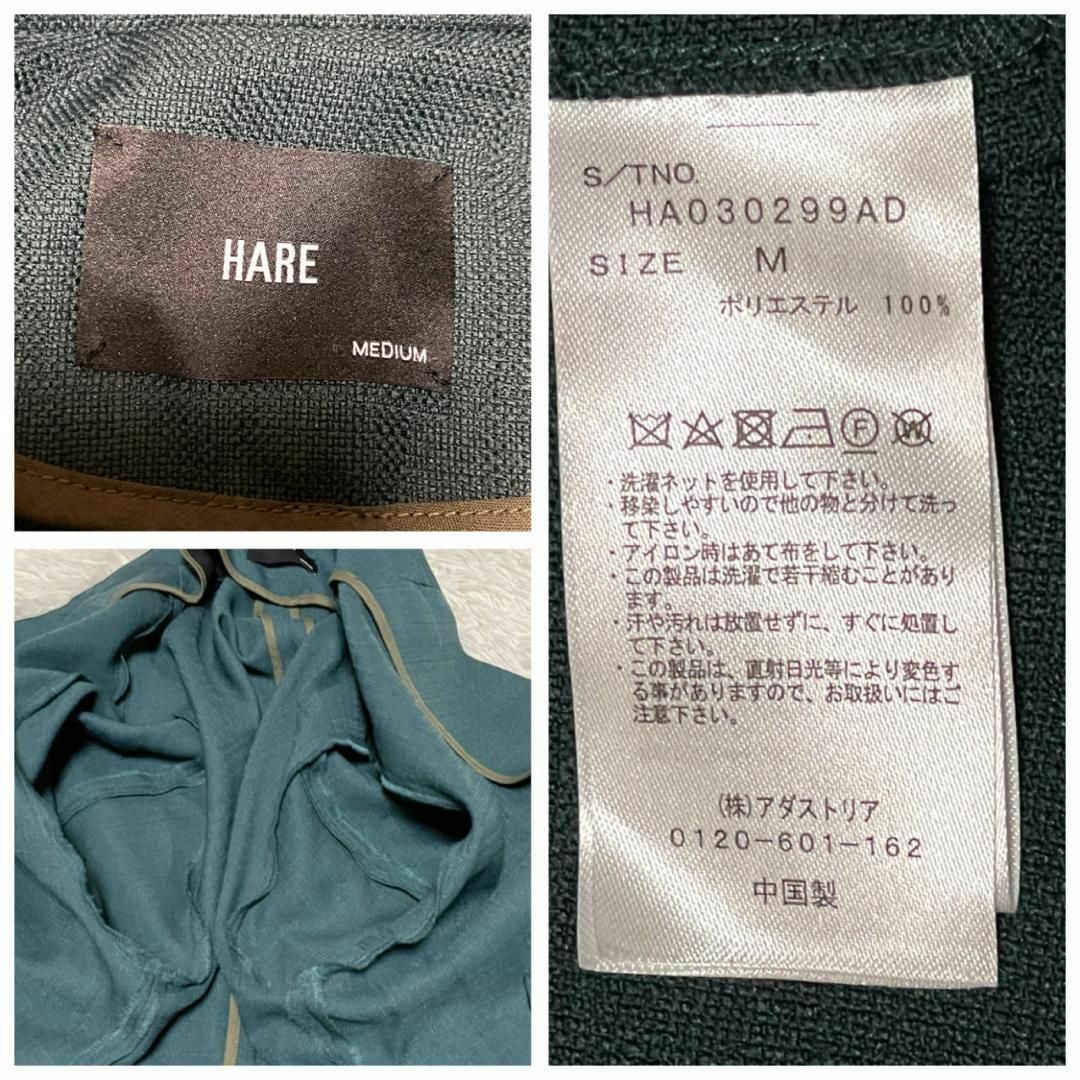 HARE
MEDIUM
S/TNO.
HA030299AD
SIZE M
ポリエステル 100%
F W
・洗濯ネットを使用して下さい。
・移染しやすいので他の物と分けて洗っ
て下さい。
・アイロン時はあて布をして下さい。
・この製品は洗濯で若干縮むことがあり
ます。
・汗や汚れは放置せずに、すぐに処置し
て下さい。
・この製品は、直射日光等により変色す
る事がありますので、お取扱いにはご
注意下さい。
(株)アダストリア
0120-601-162
中国製